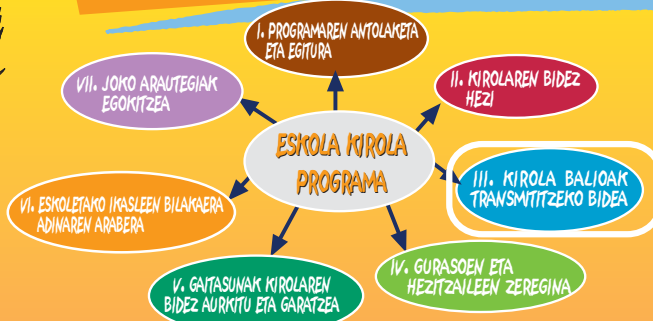 I. PROGRAMAREN ANTOLAKETA
ETA EGITURA
II. KIROLAREN BIDEZ
HEZI
III. KIROLA BALIOAK
TRANSMITITZEKO BIDEA
IV. GURASOEN ETA
HEZITZAILEEN ZEREGINA
V. GAITASUNAK KIROLAREN
BIDEZ AURKITU ETA GARATZEA
VI. ESKOLETAKO IKASLEEN BILAKAERA
ADINAREN ARABERA
VII. JOKO ARAUTEGIAK
EGOKITZEA
ESKOLA KIROLA
PROGRAMA